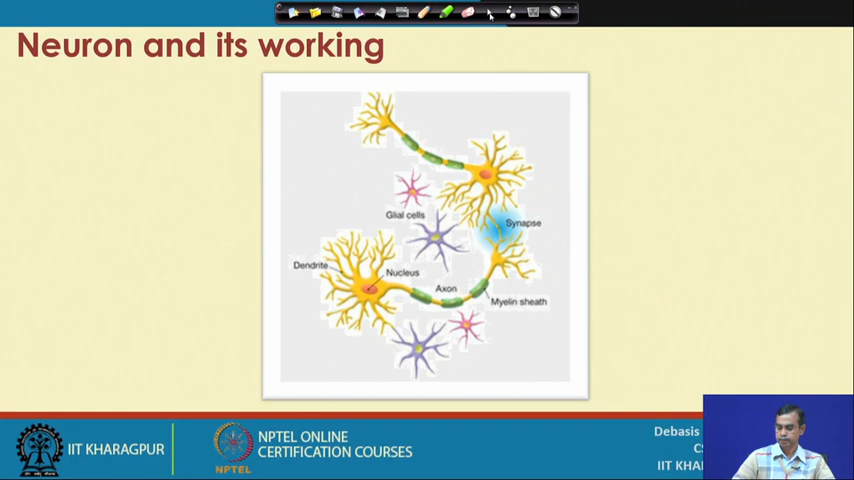 Neuron and its working
Glial cells
Synapse
Dendrite
Nucleus
Axon
Myelin sheath
IIT KHARAGPUR
NPTEL
NPTEL ONLINE
CERTIFICATION COURSES
Debasis
CS
IIT KHA